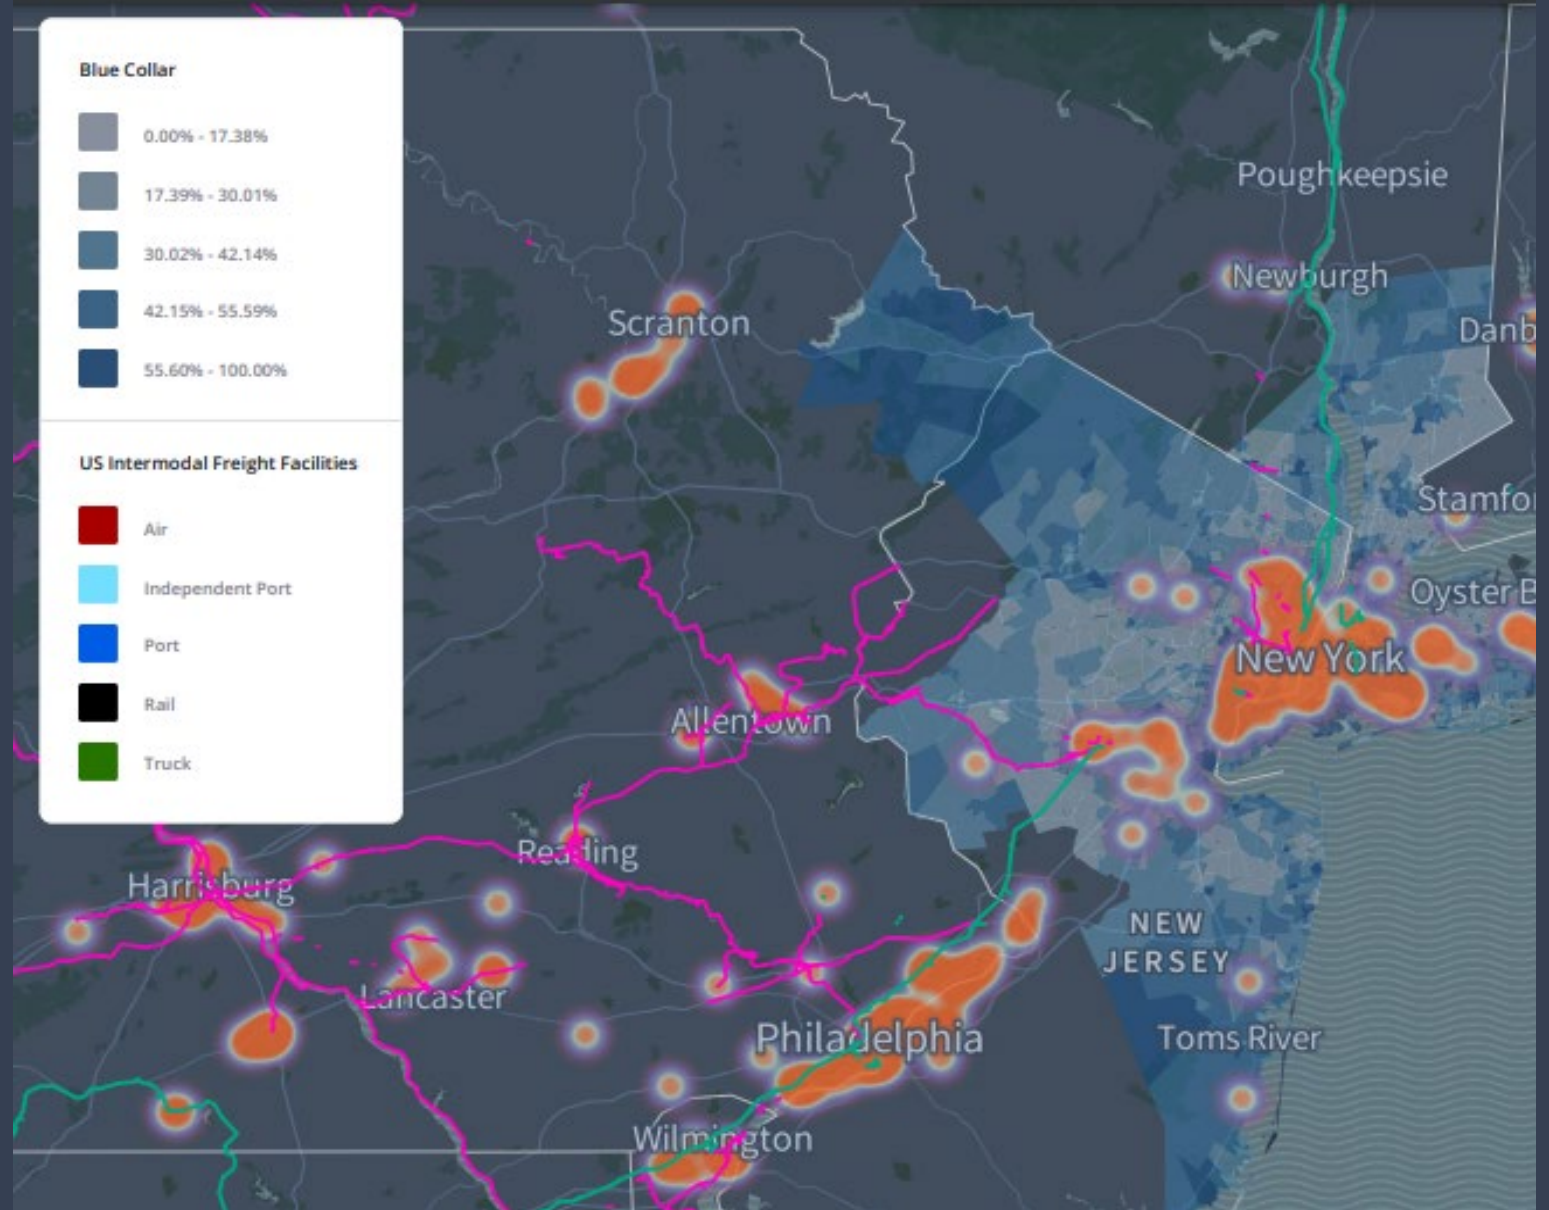 Blue Collar
0.00% - 17.38%
17.39% - 30.01%
30.02% - 42.14%
42.15% - 55.59%
55.60% - 100.00%
US Intermodal Freight Facilities
Air
Independent Port
Port
Rail
Truck
Poughkeepsie
Newburgh
Scranton
Danb
Stamfo
Oyster B
New York
Allentown
Reading
Harrisburg
NEW
JERSEY
Lancaster
Philadelphia
Toms River
Wilmington